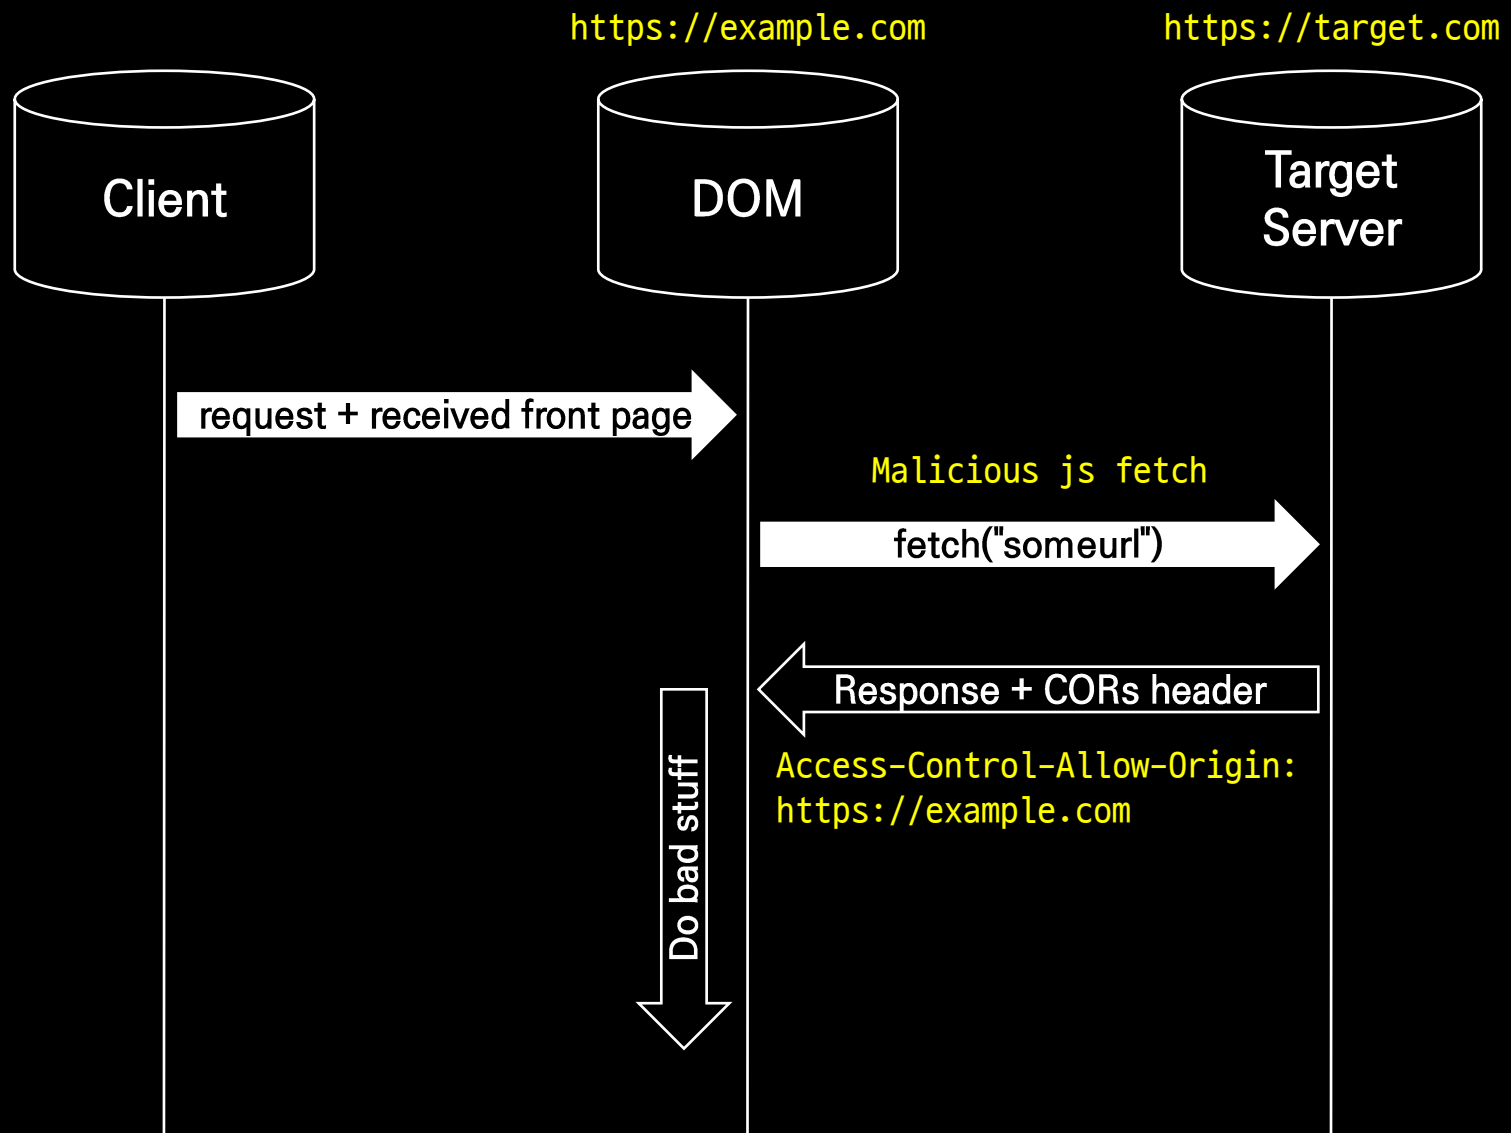 https://example.com
https://target.com
Client
DOM
Target
Server
request + received front page
Malicious js fetch
fetch("someurl")
Response + CORs header
Access-Control-Allow-Origin:
https://example.com
Do bad stuff